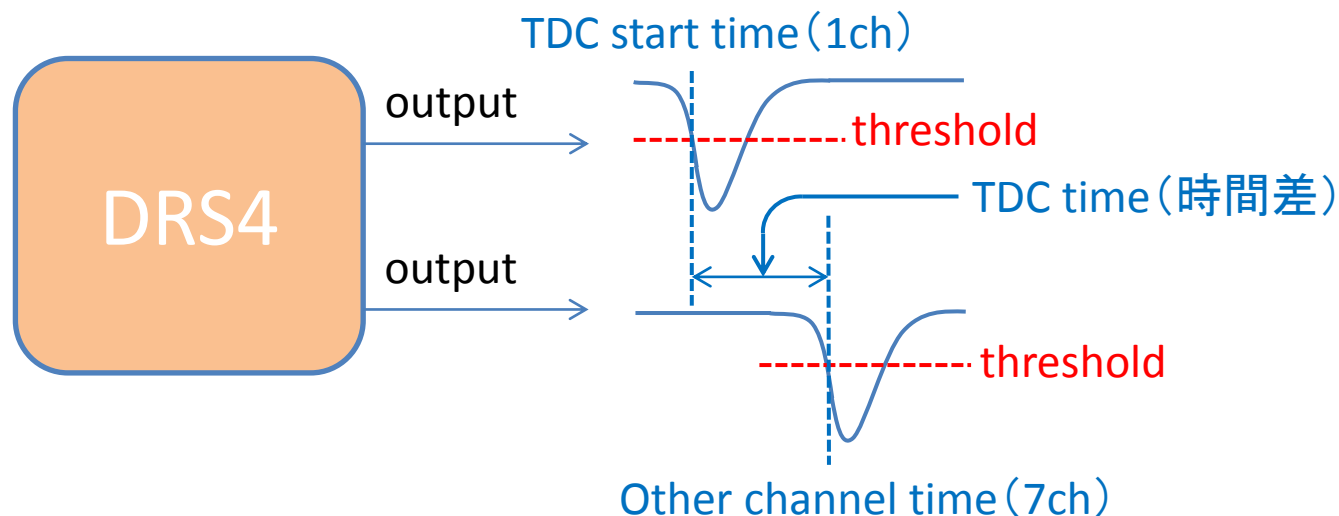 TDC start time（1ch）
output
threshold
TDC time（時間差）
DRS4
output
threshold
Other channel time（7ch）